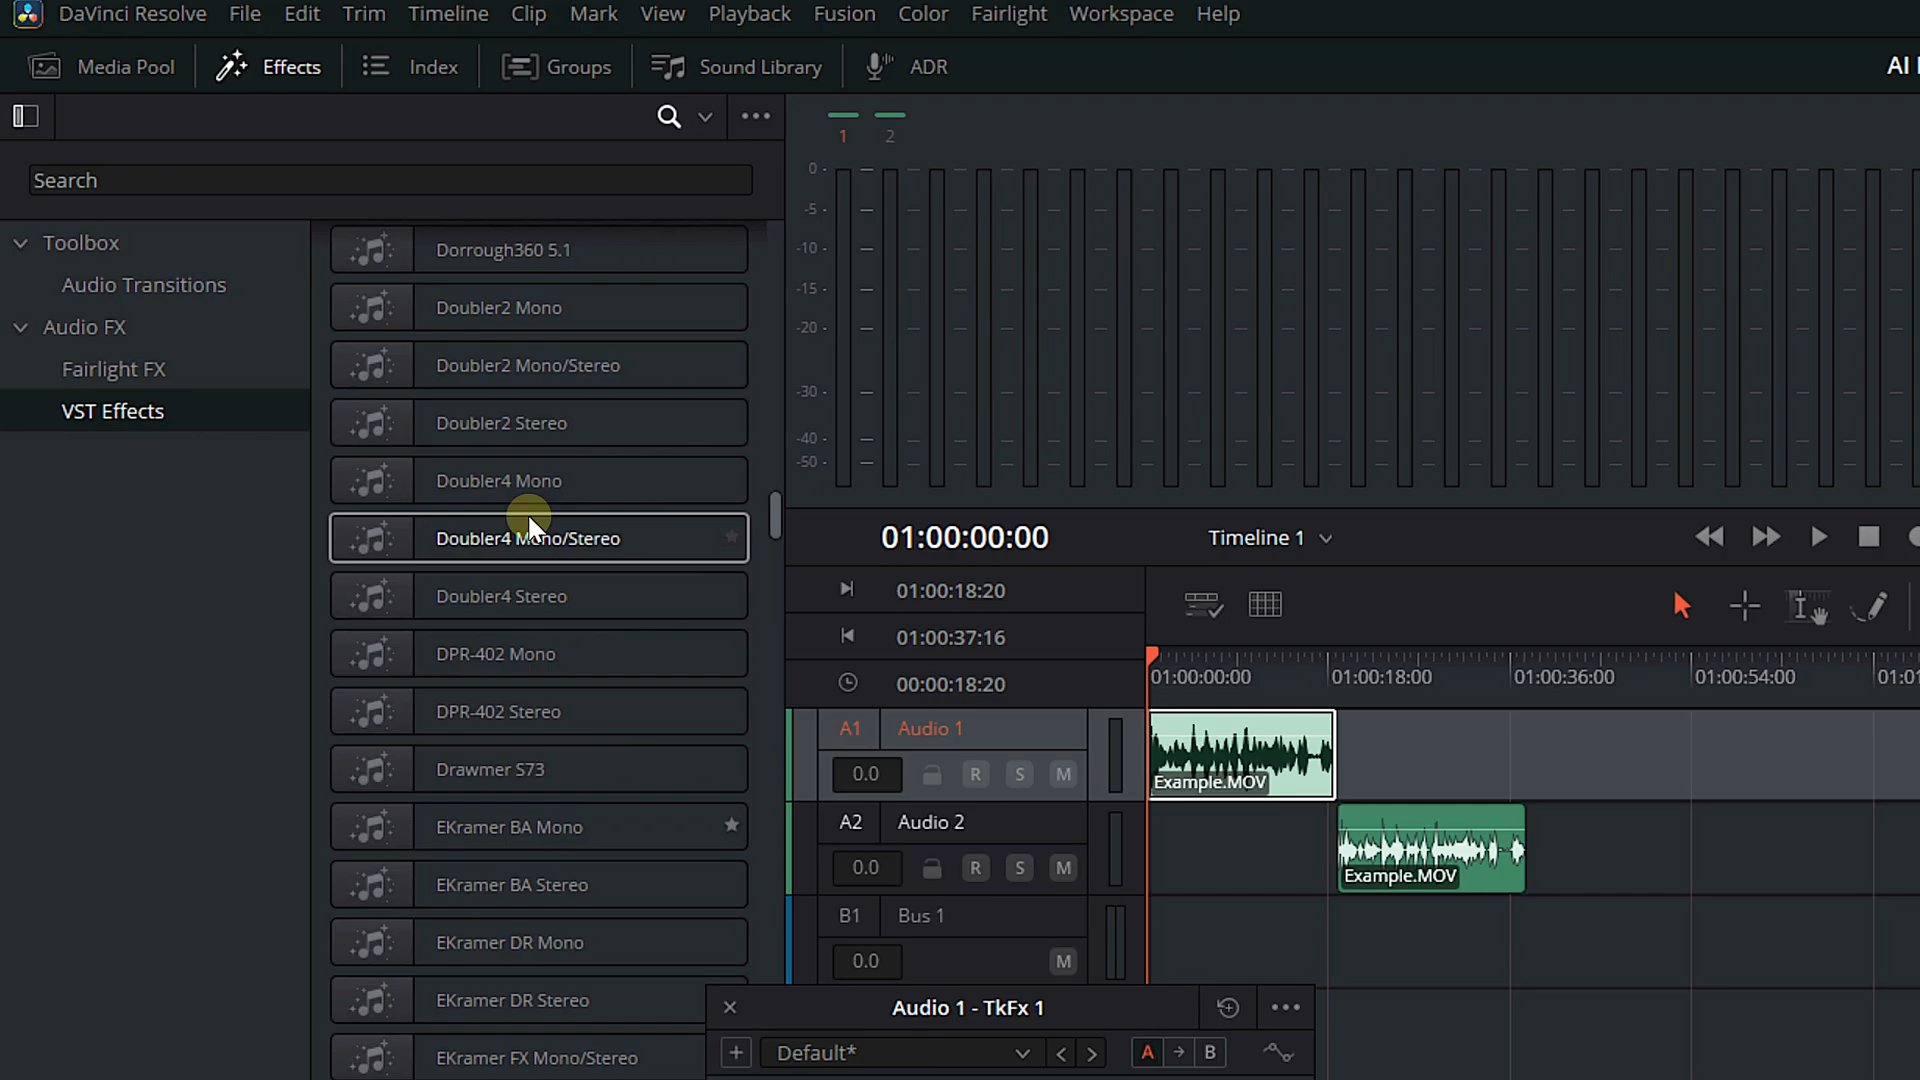 DaVinci Resolve File Edit Trim Timeline Clip Mark View Playback Fusion Color Fairlight Workspace Help
Media Pool Effects Index Groups Sound Library ADR
AI
Search
Toolbox
Audio Transitions
Audio FX
Fairlight FX
VST Effects
Dorrough360 5.1
Doubler2 Mono
Doubler2 Mono/Stereo
Doubler2 Stereo
Doubler4 Mono
Doubler4 Mono/Stereo
Doubler4 Stereo
DPR-402 Mono
DPR-402 Stereo
Drawmer S73
EKramer BA Mono
EKramer BA Stereo
EKramer DR Mono
EKramer DR Stereo
EKramer FX Mono/Stereo
1 2
0
-5
-10
-15
-20
-30
-40
-50
01:00:00:00 Timeline 1
01:00:18:20
01:00:37:16
00:00:18:20
01:00:00:00 01:00:18:00 01:00:36:00 01:00:54:00 01:0
A1 Audio 1
0.0 R S M
Example.MOV
A2 Audio 2
0.0 R S M
Example.MOV
B1 Bus 1
0.0 M
Audio 1 - TkFx 1
Default* A B